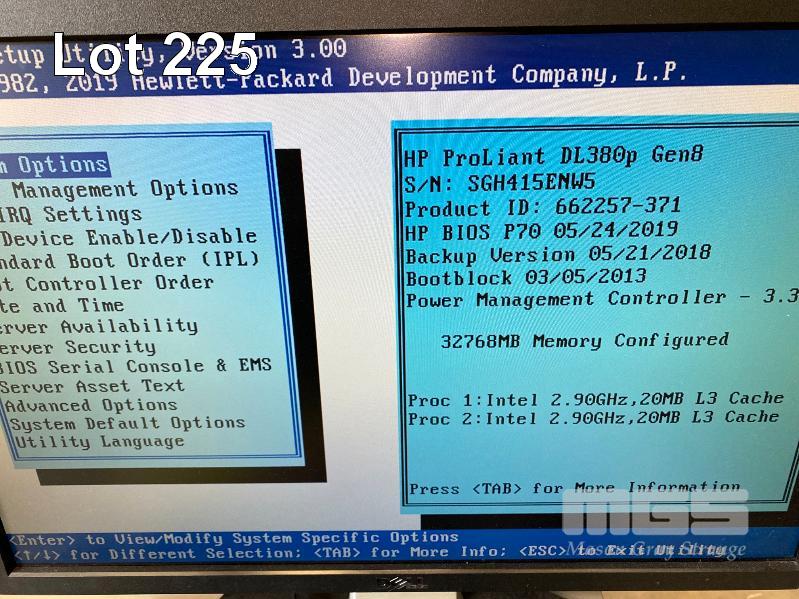 Lot 225
etup Utility, Version 3.00
982, 2019 Hewlett-Packard Development Company, L.P.
m Options
Management Options
IRQ Settings
Device Enable/Disable
ndard Boot Order (IPL)
t Controller Order
te and Time
erver Availability
erver Security
BIOS Serial Console & EMS
Server Asset Text
Advanced Options
System Default Options
Utility Language
HP ProLiant DL380p Gen8
S/N: SGH415ENW5
Product ID: 662257-371
HP BIOS P70 05/24/2019
Backup Version 05/21/2018
Bootblock 03/05/2013
Power Management Controller - 3.3
32768MB Memory Configured
Proc 1:Intel 2.90GHz,20MB L3 Cache
Proc 2:Intel 2.90GHz,20MB L3 Cache
Press <TAB> for More Information
<Enter> to View/Modify System Specific Options
<↑/↓> for Different Selection; <TAB> for More Info; <ESC> to Exit Utility
MGS
DELL